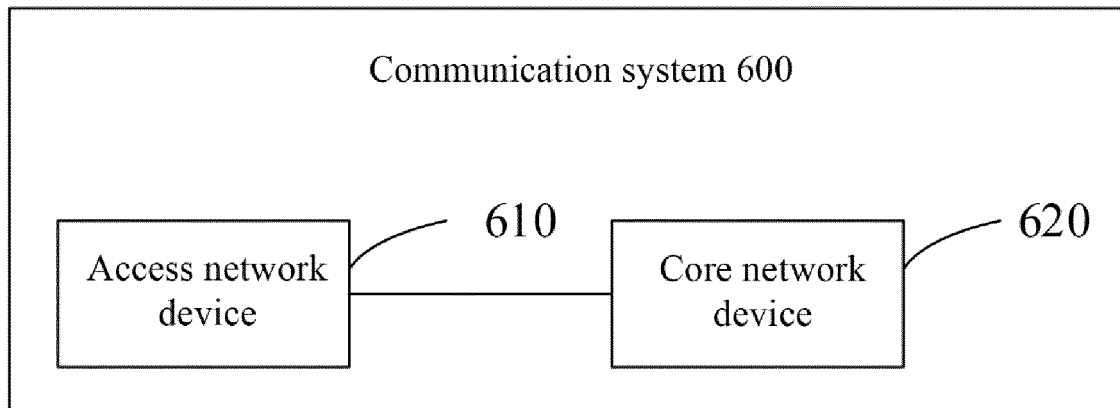 Communication system 600
610
620
Access network
device
Core network
device